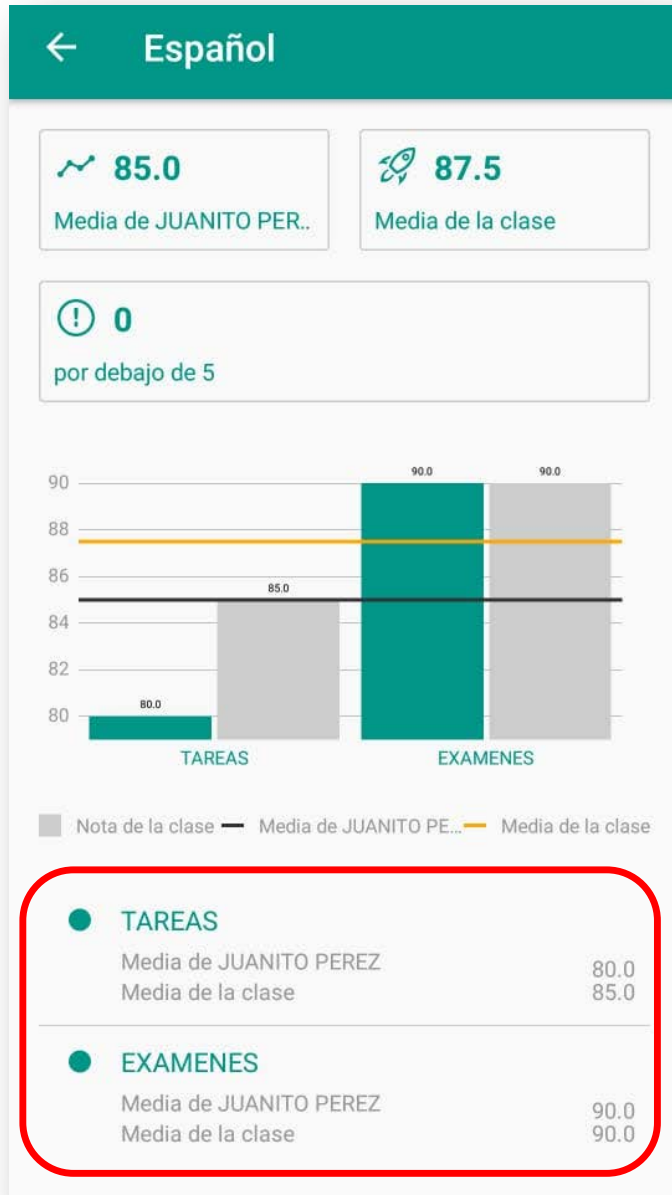 Español
85.0
Media de JUANITO PER..
87.5
Media de la clase
0
por debajo de 5
90
88
86
84
82
80
80.0
85.0
90.0
90.0
TAREAS
EXAMENES
Nota de la clase
Media de JUANITO PE...
Media de la clase
TAREAS
Media de JUANITO PEREZ 80.0
Media de la clase 85.0
EXAMENES
Media de JUANITO PEREZ 90.0
Media de la clase 90.0